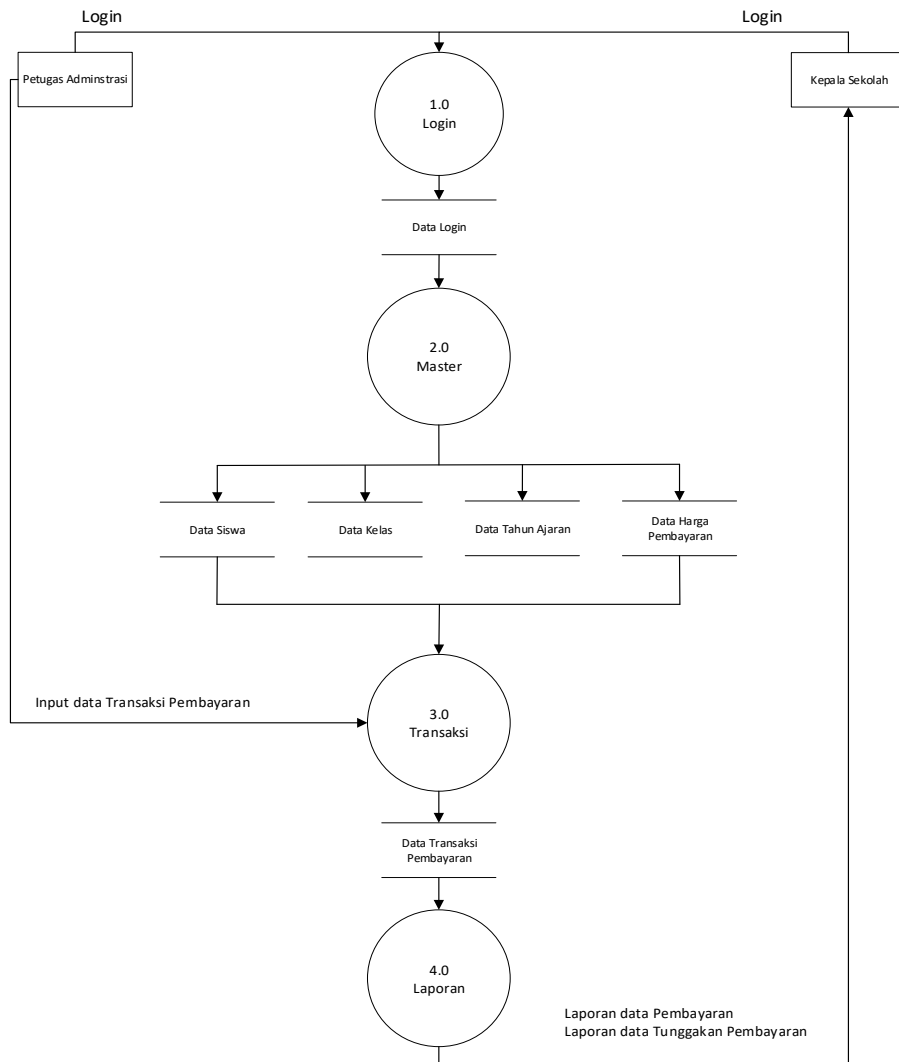 Login
Login
Petugas Adminstrasi
Kepala Sekolah
1.0
Login
Data Login
2.0
Master
Data Siswa
Data Kelas
Data Tahun Ajaran
Data Harga
Pembayaran
Input data Transaksi Pembayaran
3.0
Transaksi
Data Transaksi
Pembayaran
4.0
Laporan
Laporan data Pembayaran
Laporan data Tunggakan Pembayaran